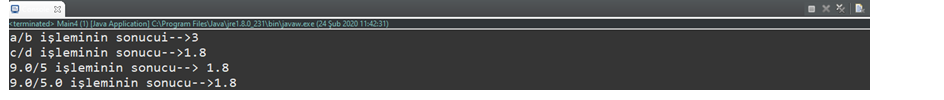 <terminated> Main4 (1) [Java Application] C:\Program Files\Java\jre1.8.0_231\bin\javaw.exe (24 Şub 2020 11:42:31)
a/b işleminin sonucui-->3
c/d işleminin sonucu-->1.8
9.0/5 işleminin sonucu--> 1.8
9.0/5.0 işleminin sonucu-->1.8